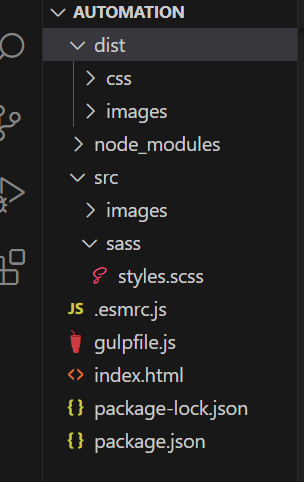 AUTOMATION
dist
css
images
node_modules
src
images
sass
styles.scss
JS .esmrc.js
gulpfile.js
<> index.html
{ } package-lock.json
{ } package.json